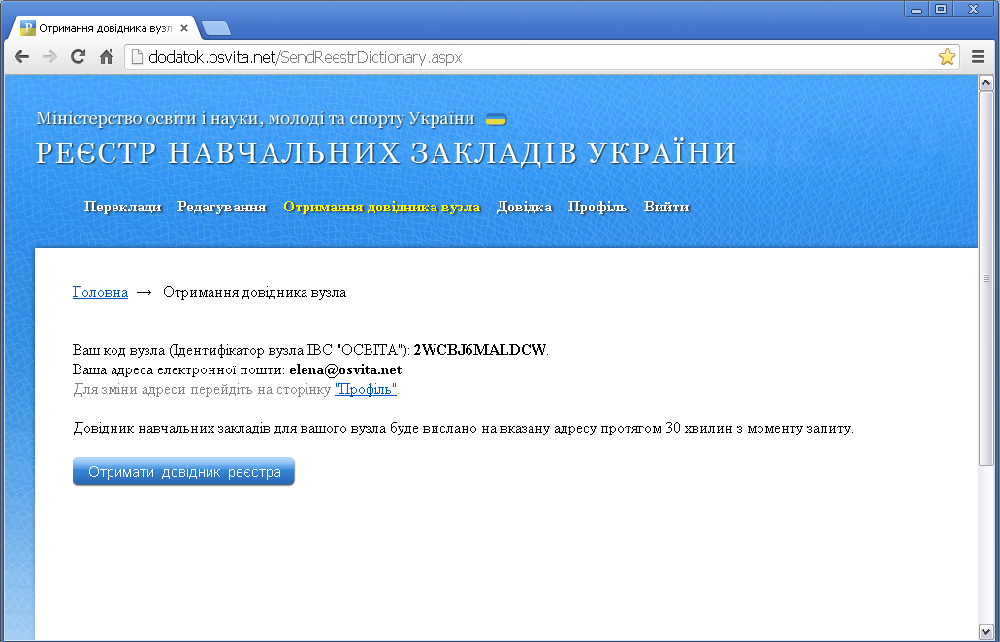 Отримання довідника вузл
dodatok.osvita.net/SendReestrDictionary.aspx
Міністерство освіти і науки, молоді та спорту України
РЕЄСТР НАВЧАЛЬНИХ ЗАКЛАДІВ УКРАЇНИ
Переклади Редагування Отримання довідника вузла Довідка Профіль Вийти
Головна → Отримання довідника вузла
Ваш код вузла (Ідентифікатор вузла ІВС "ОСВІТА"): 2WCBJ6MALDCW.
Ваша адреса електронної пошти: elena@osvita.net.
Для зміни адреси перейдіть на сторінку "Профіль".
Довідник навчальних закладів для вашого вузла буде вислано на вказану адресу протягом 30 хвилин з моменту запиту.
Отримати довідник реєстра